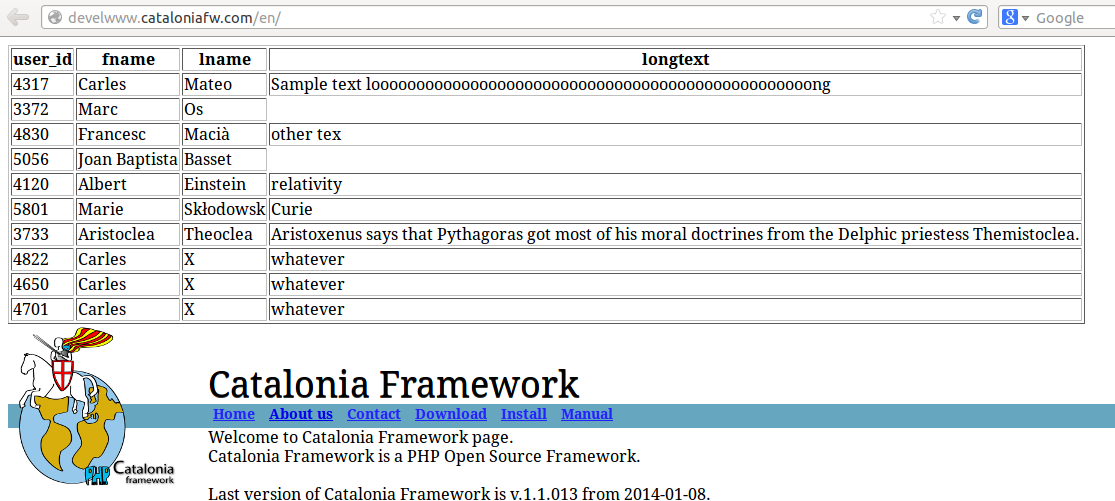 develwww.cataloniafw.com/en/ Google
user_id fname lname longtext
4317 Carles Mateo Sample text looooooooooooooooooooooooooooooooooooooooooooooooong
3372 Marc Os
4830 Francesc Macià other tex
5056 Joan Baptista Basset
4120 Albert Einstein relativity
5801 Marie Skłodowsk Curie
3733 Aristoclea Theoclea Aristoxenus says that Pythagoras got most of his moral doctrines from the Delphic priestess Themistoclea.
4822 Carles X whatever
4650 Carles X whatever
4701 Carles X whatever
Catalonia Framework
Home About us Contact Download Install Manual
Welcome to Catalonia Framework page.
Catalonia Framework is a PHP Open Source Framework.
PHP Catalonia
framework
Last version of Catalonia Framework is v.1.1.013 from 2014-01-08.